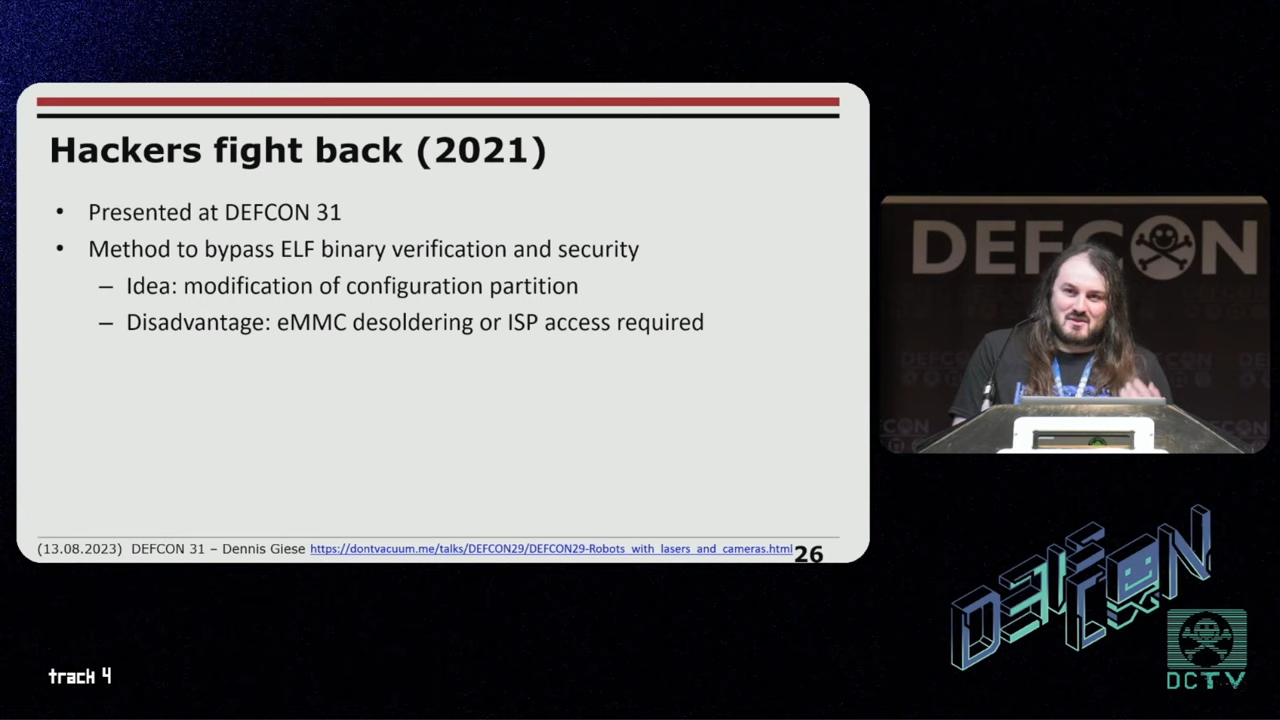 Hackers fight back (2021)
• Presented at DEFCON 31
• Method to bypass ELF binary verification and security
– Idea: modification of configuration partition
– Disadvantage: eMMC desoldering or ISP access required
(13.08.2023) DEFCON 31 – Dennis Giese https://dontvacuum.me/talks/DEFCON29/DEFCON29-Robots_with_lasers_and_cameras.html 26
DEFCON
DEFCON
track 4
DCTV